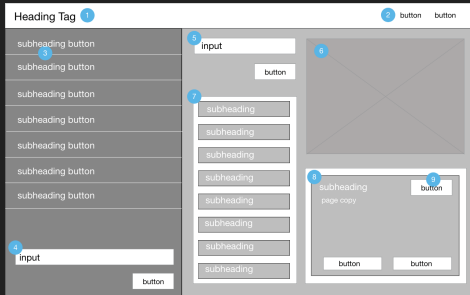 Heading Tag 1
2 button button
subheading button
3
subheading button
subheading button
subheading button
subheading button
subheading button
subheading button
4
input
button
5
input
button
6
7
subheading
subheading
subheading
subheading
subheading
subheading
subheading
subheading
8
subheading
9
button
page copy
button button